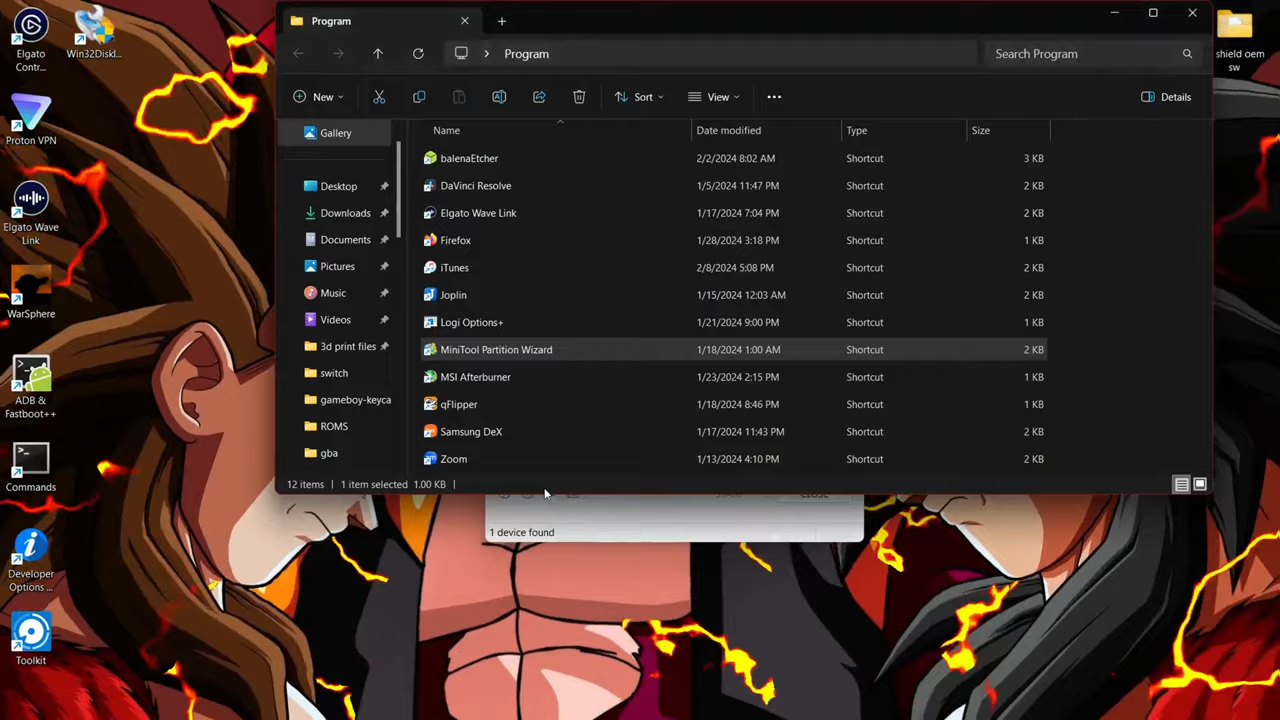 Elgato
Contr...
Win32DiskI...
Proton VPN
Elgato Wave
Link
WarSphere
ADB &
Fastboot++
Commands
Developer
Options ...
Toolkit
shield oem
sw
Program
Program
Search Program
New
Sort
View
Details
Gallery
Desktop
Downloads
Documents
Pictures
Music
Videos
3d print files
switch
gameboy-keyca
ROMS
gba
Name Date modified Type Size
balenaEtcher 2/2/2024 8:02 AM Shortcut 3 KB
DaVinci Resolve 1/5/2024 11:47 PM Shortcut 2 KB
Elgato Wave Link 1/17/2024 7:04 PM Shortcut 2 KB
Firefox 1/28/2024 3:18 PM Shortcut 1 KB
iTunes 2/8/2024 5:08 PM Shortcut 2 KB
Joplin 1/15/2024 12:03 AM Shortcut 2 KB
Logi Options+ 1/21/2024 9:00 PM Shortcut 1 KB
MiniTool Partition Wizard 1/18/2024 1:00 AM Shortcut 2 KB
MSI Afterburner 1/23/2024 2:15 PM Shortcut 1 KB
qFlipper 1/18/2024 8:46 PM Shortcut 1 KB
Samsung DeX 1/17/2024 11:43 PM Shortcut 2 KB
Zoom 1/13/2024 4:10 PM Shortcut 2 KB
12 items 1 item selected 1.00 KB
CLOSE
1 device found